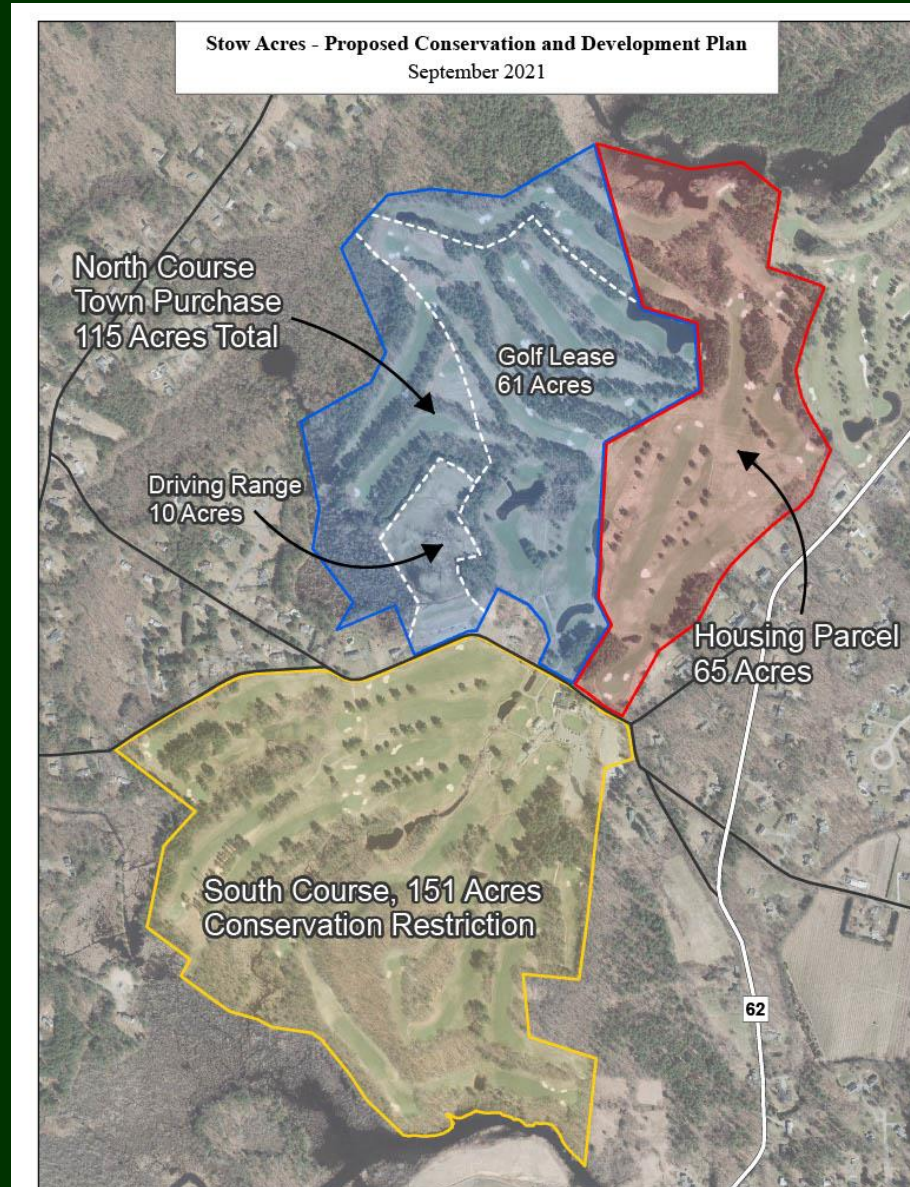 Stow Acres - Proposed Conservation and Development Plan
September 2021
North Course
Town Purchase
115 Acres Total
Golf Lease
61 Acres
Driving Range
10 Acres
Housing Parcel
65 Acres
South Course, 151 Acres
Conservation Restriction
62